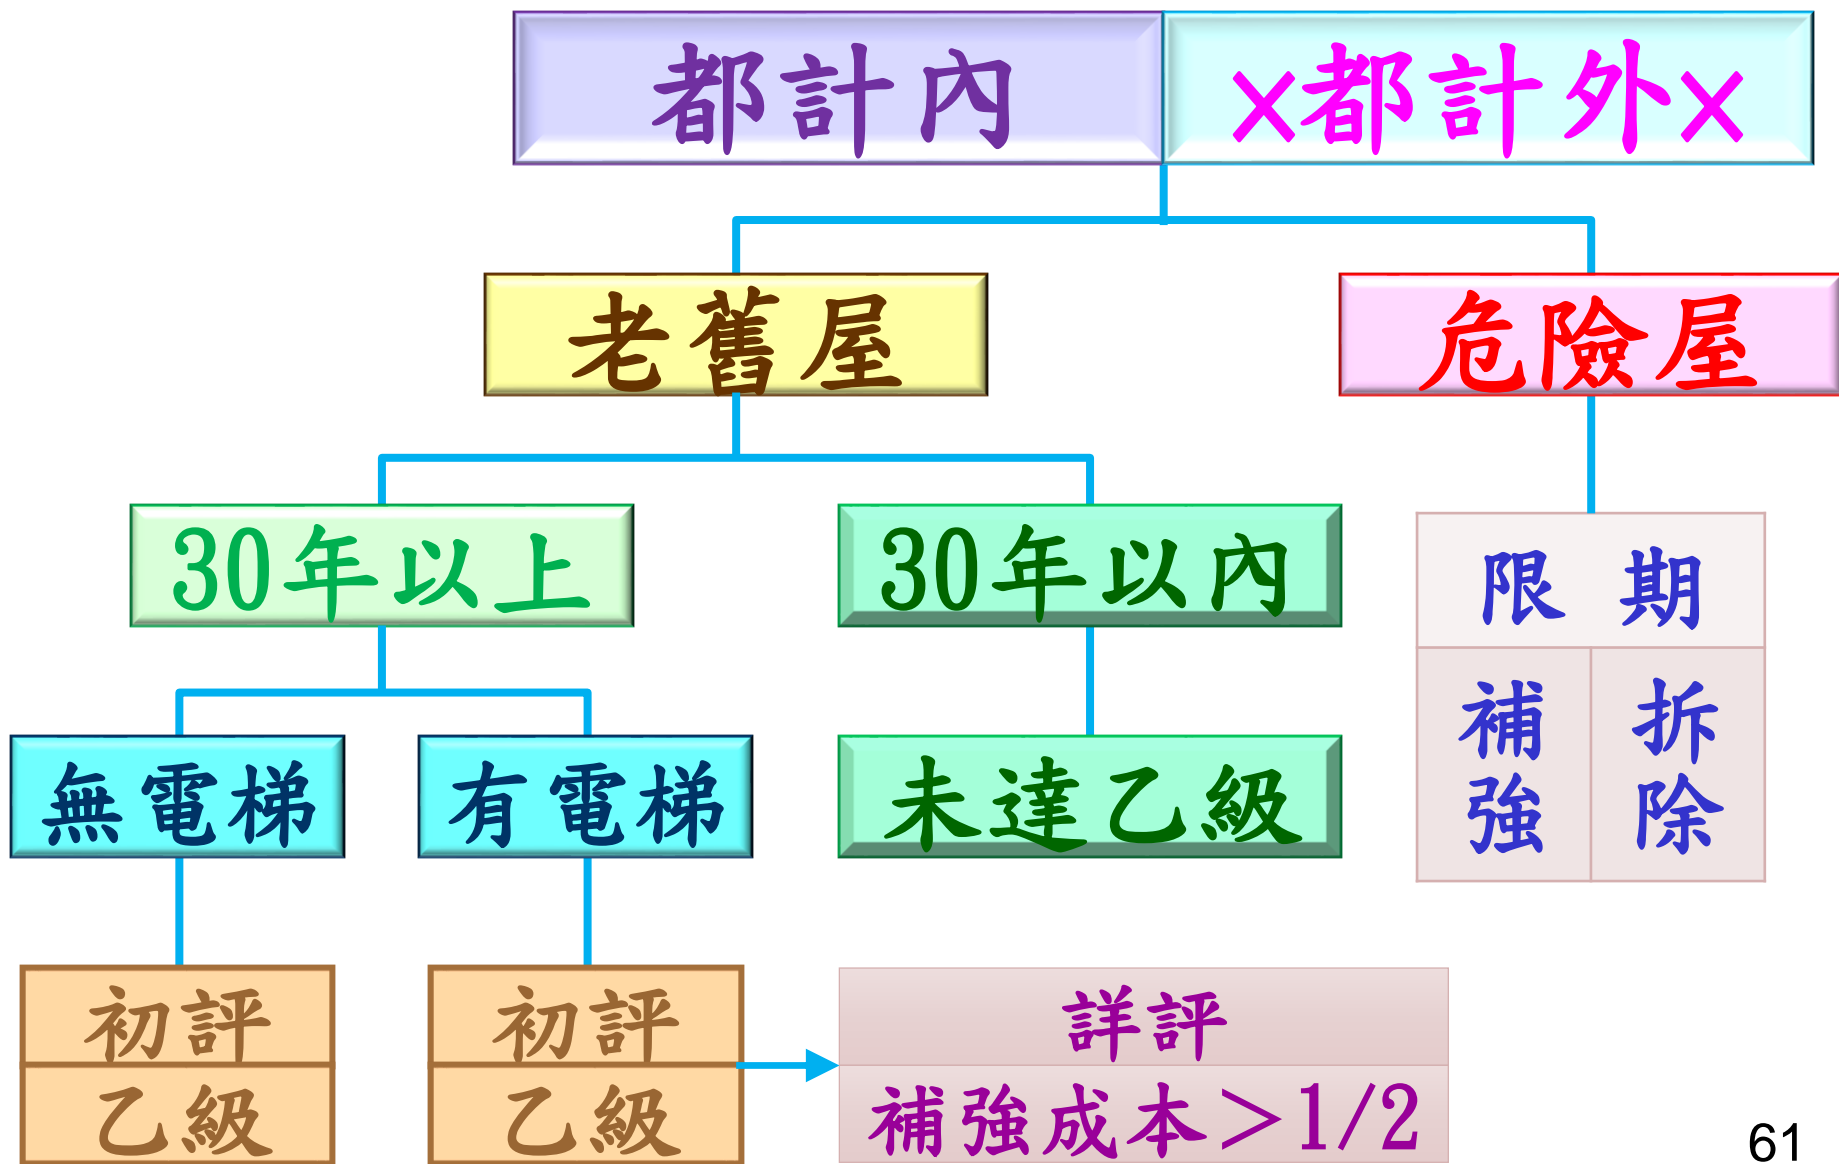 都計內
×都計外×
老舊屋
危險屋
30年以上
30年以內
限 期
補強
拆除
無電梯
有電梯
未達乙級
初評
乙級
初評
乙級
詳評
補強成本＞1/2
61